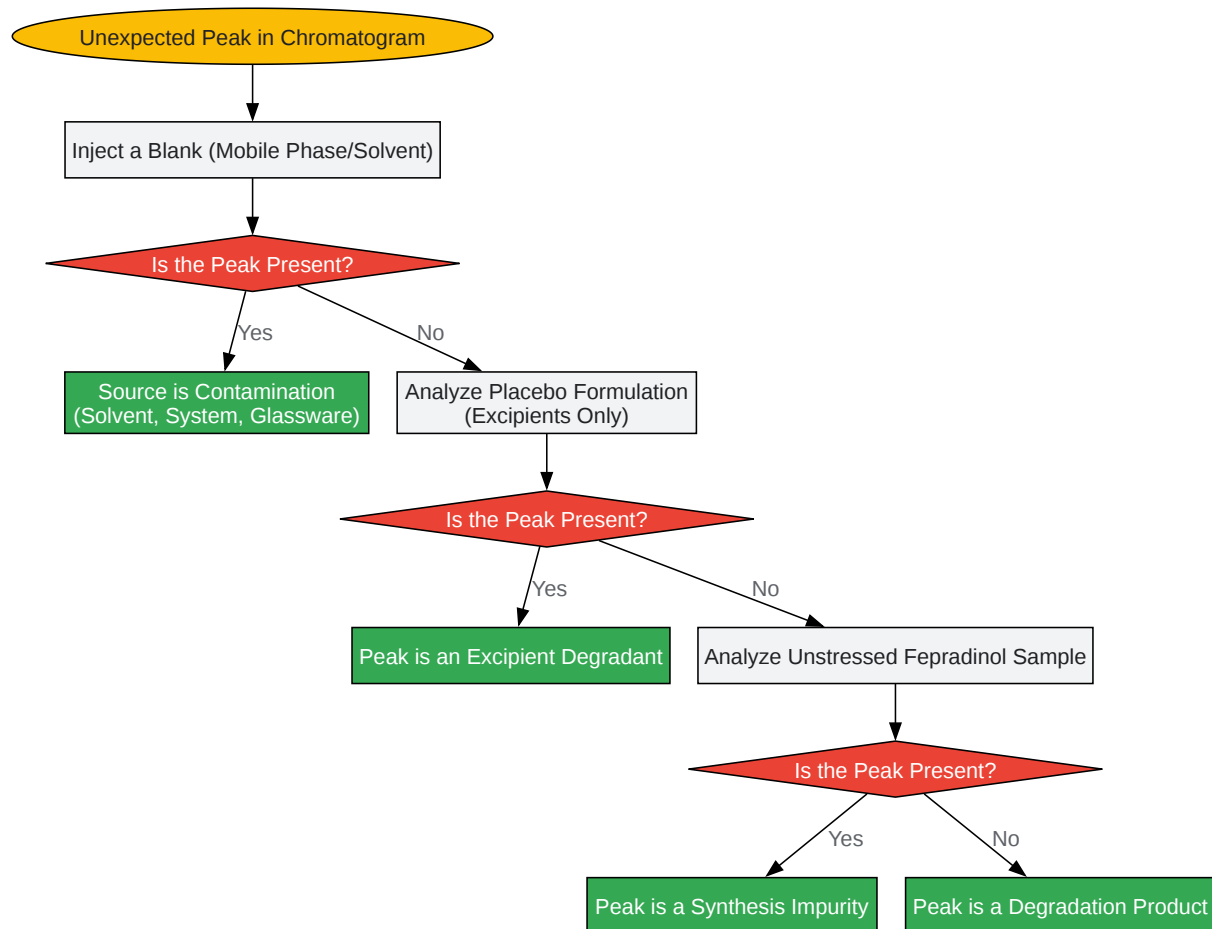 Unexpected Peak in Chromatogram
Inject a Blank (Mobile Phase/Solvent)
Is the Peak Present?
Yes
No
Source is Contamination
(Solvent, System, Glassware)
Analyze Placebo Formulation
(Excipients Only)
Is the Peak Present?
Yes
No
Peak is an Excipient Degradant
Analyze Unstressed Fepradinol Sample
Is the Peak Present?
Yes
No
Peak is a Synthesis Impurity
Peak is a Degradation Product